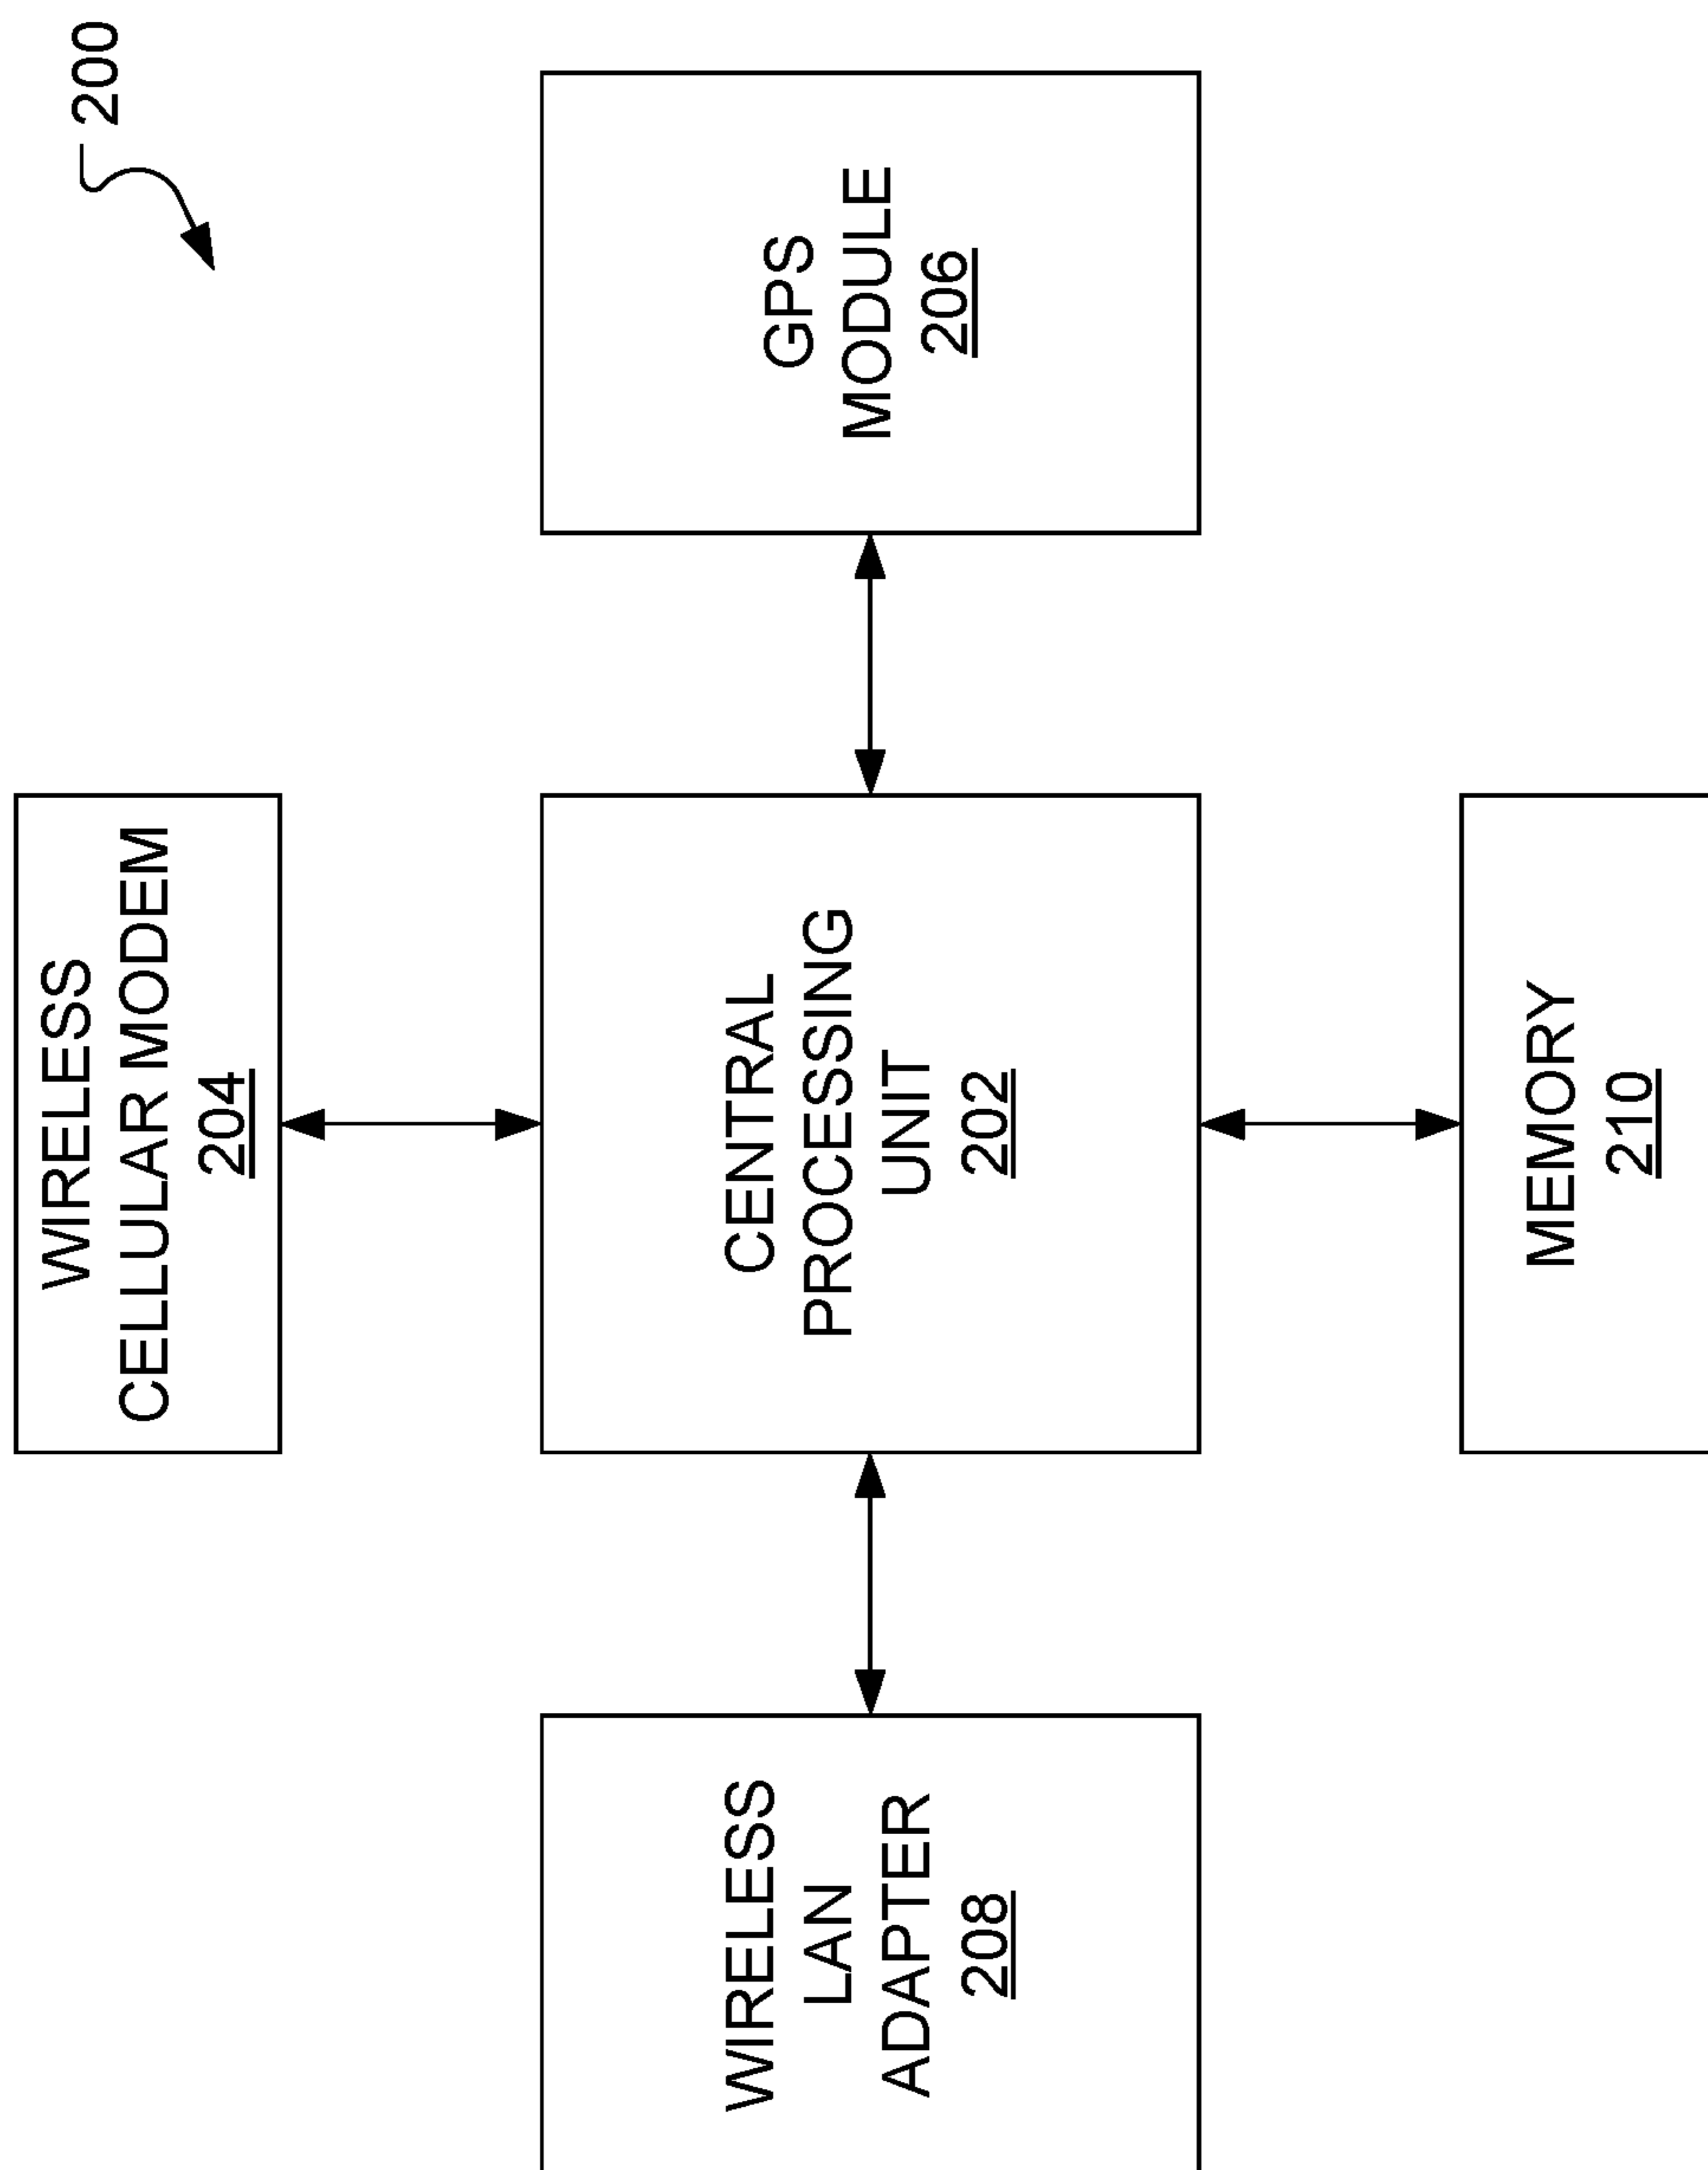 200
WIRELESS
CELLULAR MODEM
204
WIRELESS
LAN
ADAPTER
208
CENTRAL
PROCESSING
UNIT
202
GPS
MODULE
206
MEMORY
210